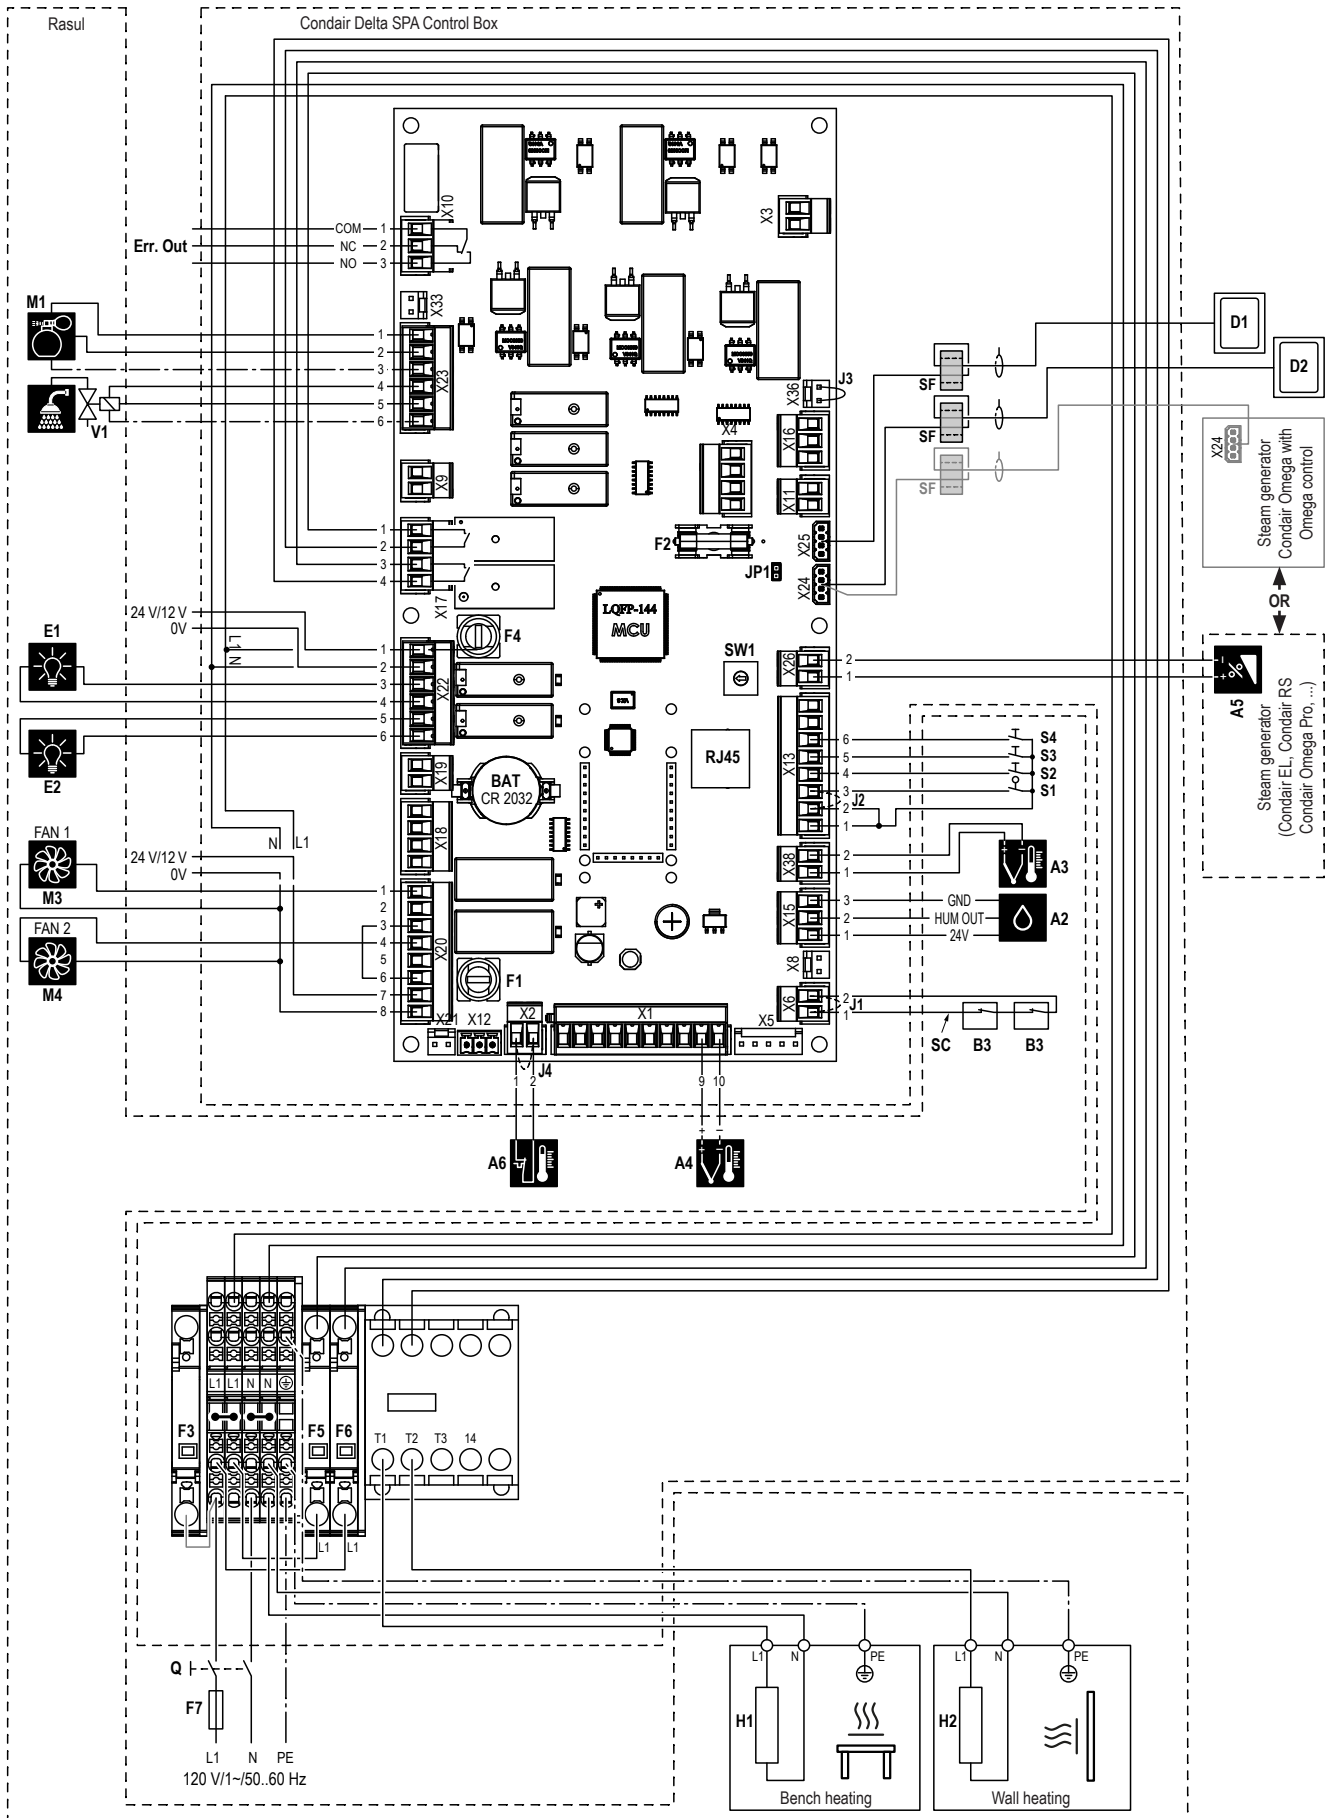 Rasul
Condair Delta SPA Control Box
X10
X3
COM 1
Err. Out
NC 2
NO 3
M1
X33
D1
1
2
3
4
5
6
X23
X36
J3
SF
D2
V1
X4
X16
SF
X24
Steam generator
Condair Omega with
Omega control
X9
X11
SF
1
2
3
4
X17
F2
X25
JP1
X24
OR
LQFP-144
MCU
24 V/12 V
0V
L1
N
E1
F4
SW1
1
2
3
4
5
6
X22
X26
2
1
A5
Steam generator
(Condair EL, Condair RS
Condair Omega Pro, ...)
E2
X19
BAT
CR 2032
RJ45
X13
6
5
4
3
2
1
S4
S3
S2
S1
J2
X18
FAN 1
N
L1
24 V/12 V
0V
M3
X38
2
1
A3
FAN 2
1
2
3
4
5
6
7
8
X20
X15
3
2
1
GND
HUM OUT
24V
A2
M4
F1
X8
X6
2
1
J1
X21
X12
X2
X1
X5
SC
B3
B3
J4
1
2
9
10
+
–
A6
A4
L1
L1
N
N
F3
F5
F6
T1
T2
T3
14
L1
L1
Q
F7
L1
N
PE
L1
N
PE
H1
H2
L1
N
PE
120 V/1~/50..60 Hz
Bench heating
Wall heating